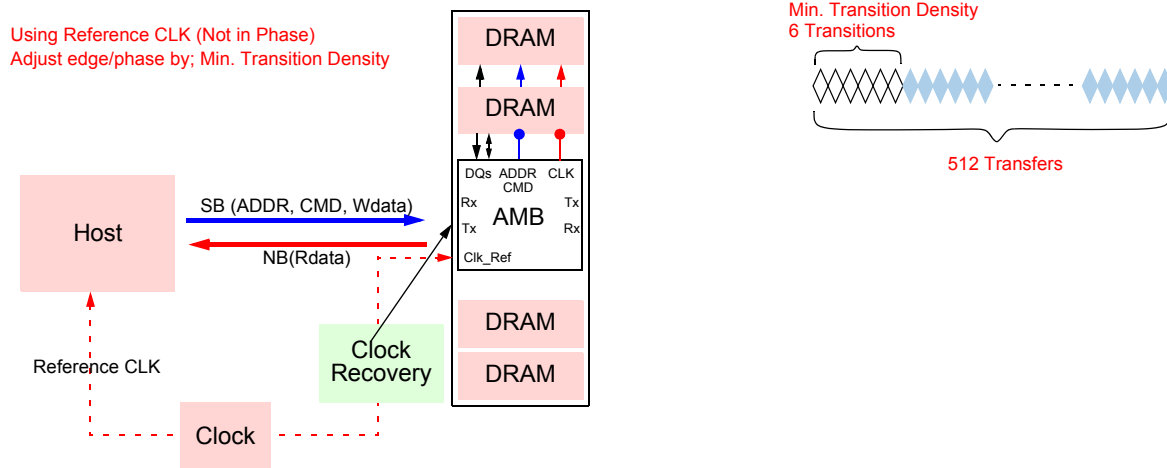 Using Reference CLK (Not in Phase)
Adjust edge/phase by; Min. Transition Density
DRAM
DRAM
DQs ADDR CLK
CMD
Rx Tx
AMB
Tx Rx
Clk_Ref
Host
SB (ADDR, CMD, Wdata)
NB(Rdata)
DRAM
DRAM
Clock
Recovery
Reference CLK
Clock
Min. Transition Density
6 Transitions
512 Transfers